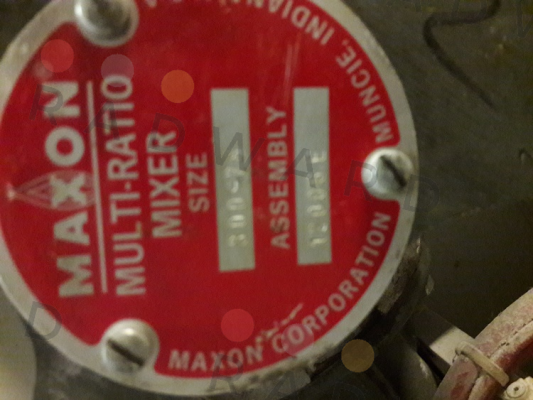 MAXON
MULTI-RATIO
MIXER
SIZE
ASSEMBLY
MAXON CORPORATION
MUNCIE, INDIANA